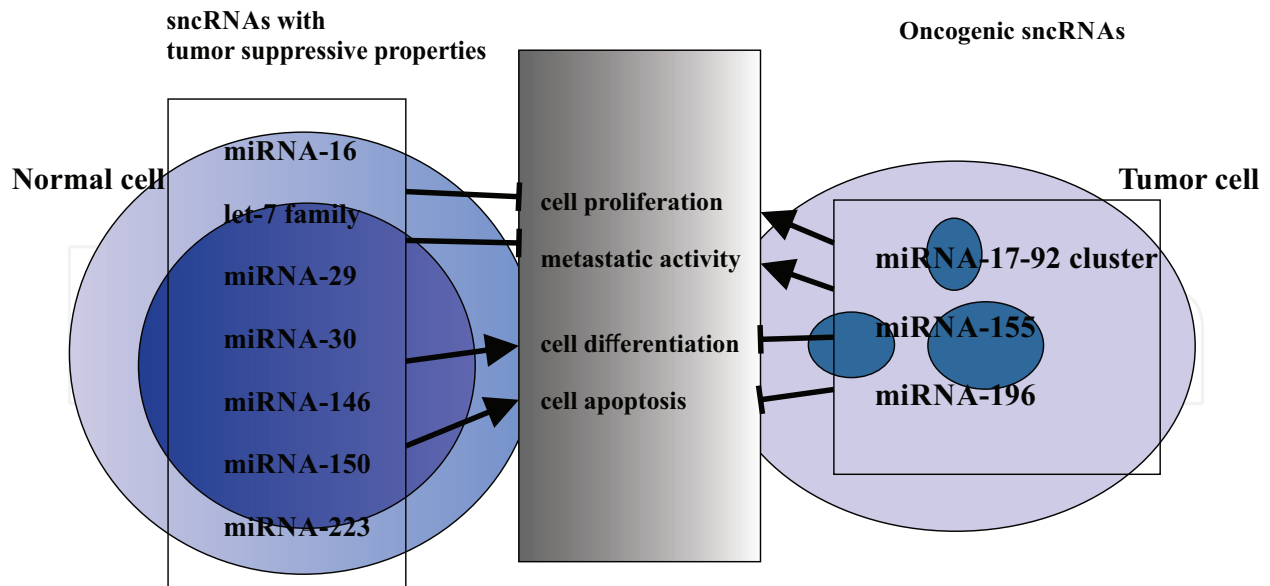 sncRNAs with
tumor suppressive properties
Oncogenic sncRNAs
Normal cell
Tumor cell
miRNA-16
let-7 family
miRNA-29
miRNA-30
miRNA-146
miRNA-150
miRNA-223
cell proliferation
metastatic activity
cell differentiation
cell apoptosis
miRNA-17-92 cluster
miRNA-155
miRNA-196